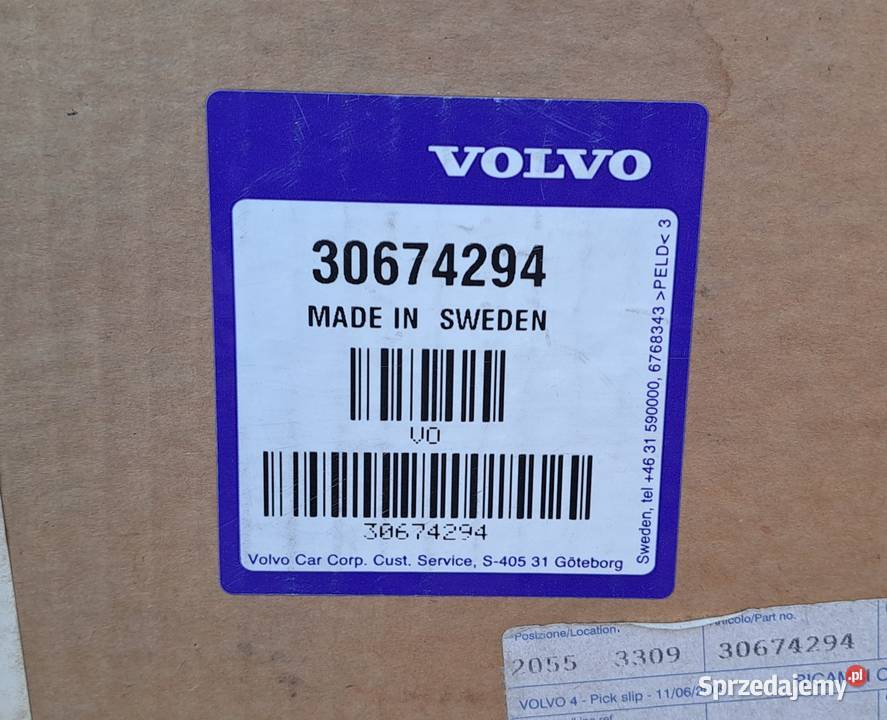 VOLVO
30674294
MADE IN SWEDEN
VO
30674294
Volvo Car Corp. Cust. Service, S-405 31 Göteborg
Sweden, tel +46 31 590000, 6768343 >PELD< 3
Posizione/Location.
Articolo/Part no.
2055 3309 30674294
VOLVO 4 - Pick slip - 11/06/2
Sprzedajemy.pl